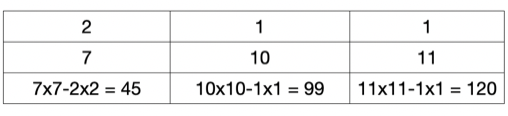 2 1 1
7 10 11
7x7-2x2 = 45 10x10-1x1 = 99 11x11-1x1 = 120